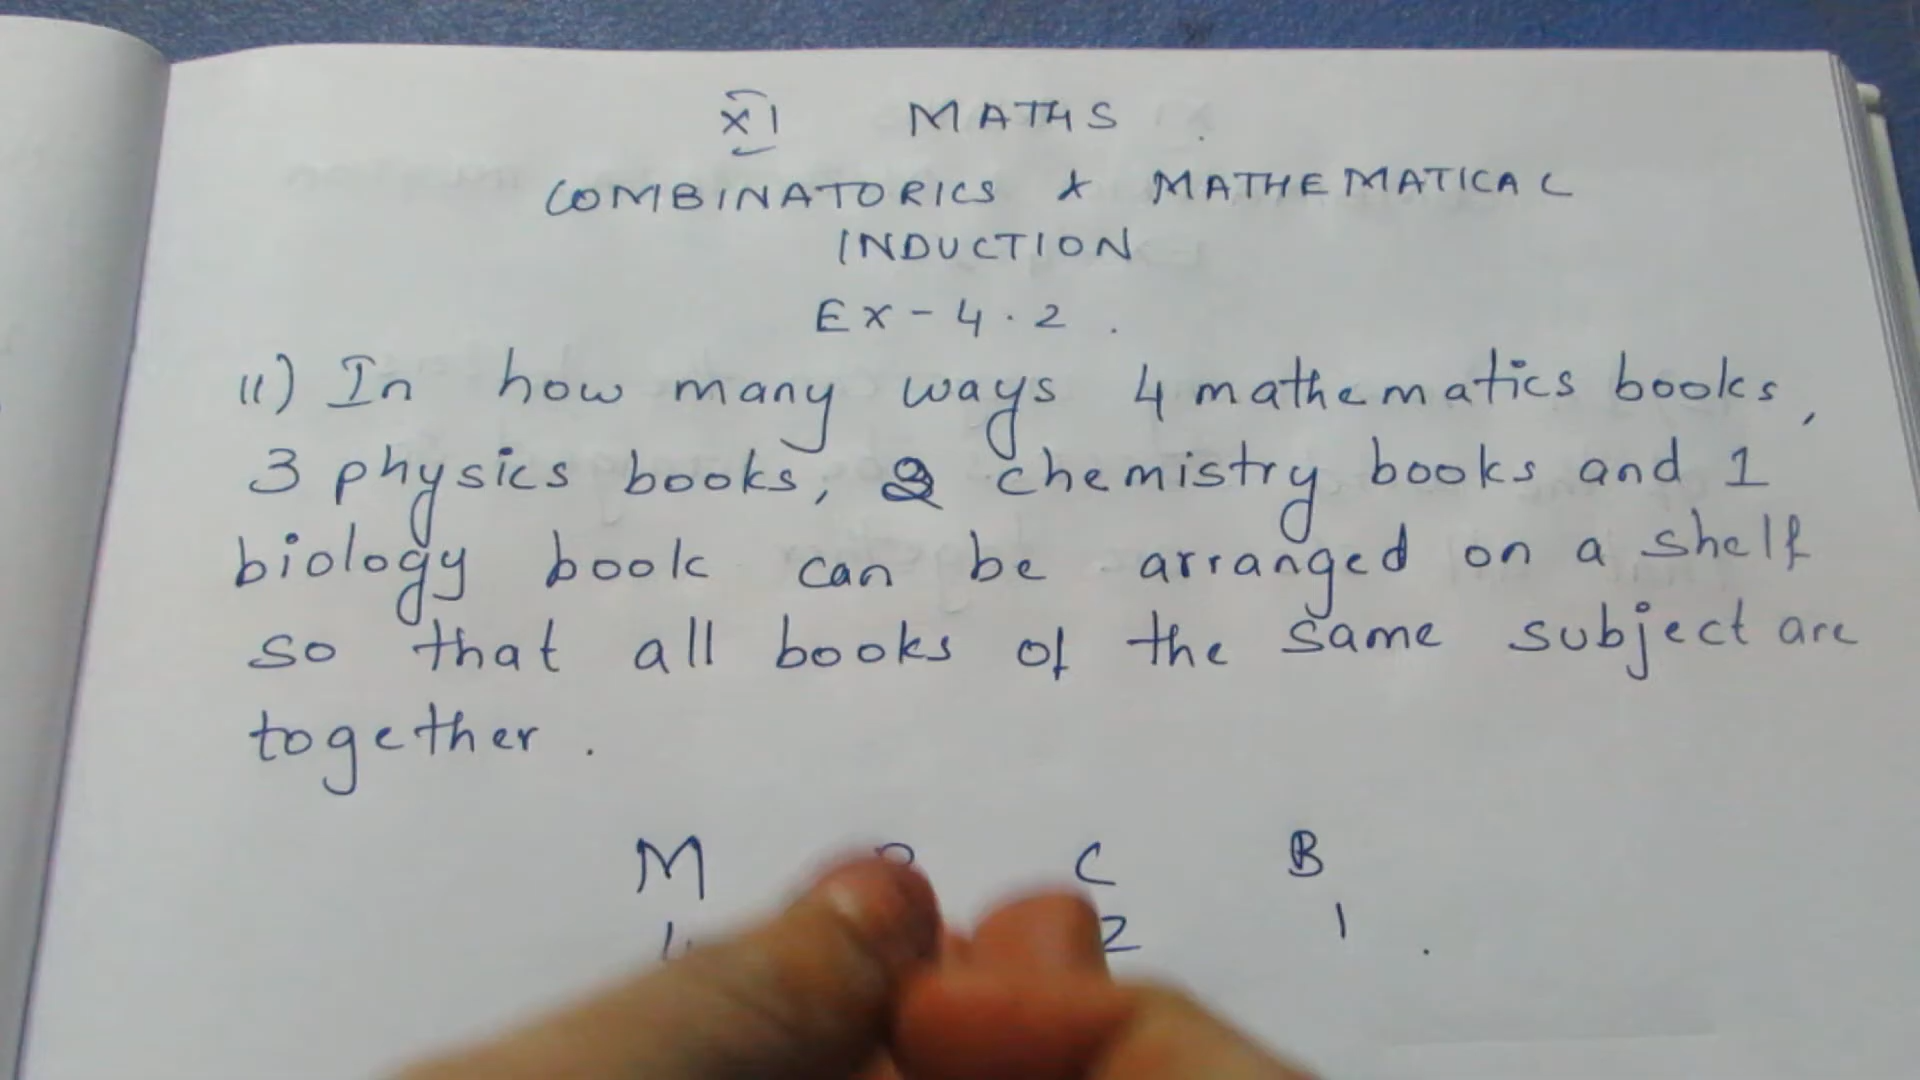 XI MATHS
COMBINATORICS & MATHEMATICAL
INDUCTION
EX - 4.2.
11) In how many ways 4 mathematics books,
3 physics books, 2 chemistry books and 1
biology book can be arranged on a shelf
so that all books of the same subject are
together.
M C B
2 1.